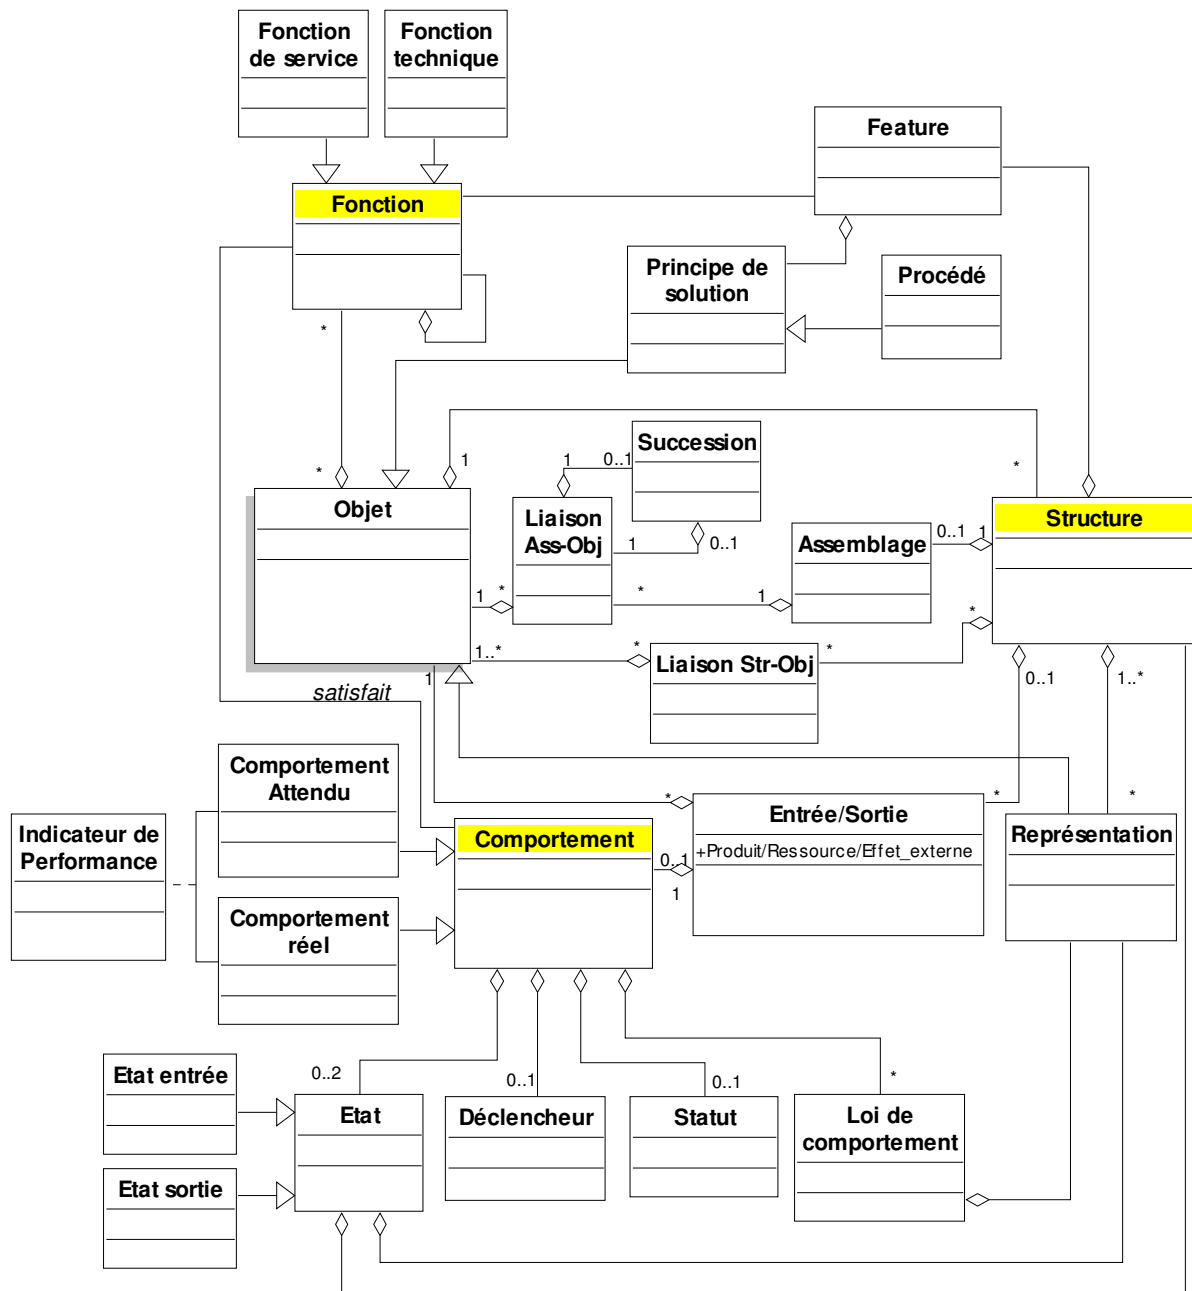 Fonction
de service
Fonction
technique
Feature
Fonction
Principe de
solution
Procédé
*
Succession
1
0..1
*
1
*
Objet
Liaison
Ass-Obj
1
0..1
Assemblage
0..1
1
Structure
1
*
*
1
*
1..*
*
Liaison Str-Obj
*
1
satisfait
0..1
1..*
Comportement
Attendu
*
Entrée/Sortie
*
*
Indicateur de
Performance
Comportement
0..1
+Produit/Ressource/Effet_externe
Représentation
1
Comportement
réel
Etat entrée
0..2
0..1
0..1
*
Etat
Déclencheur
Statut
Loi de
comportement
Etat sortie